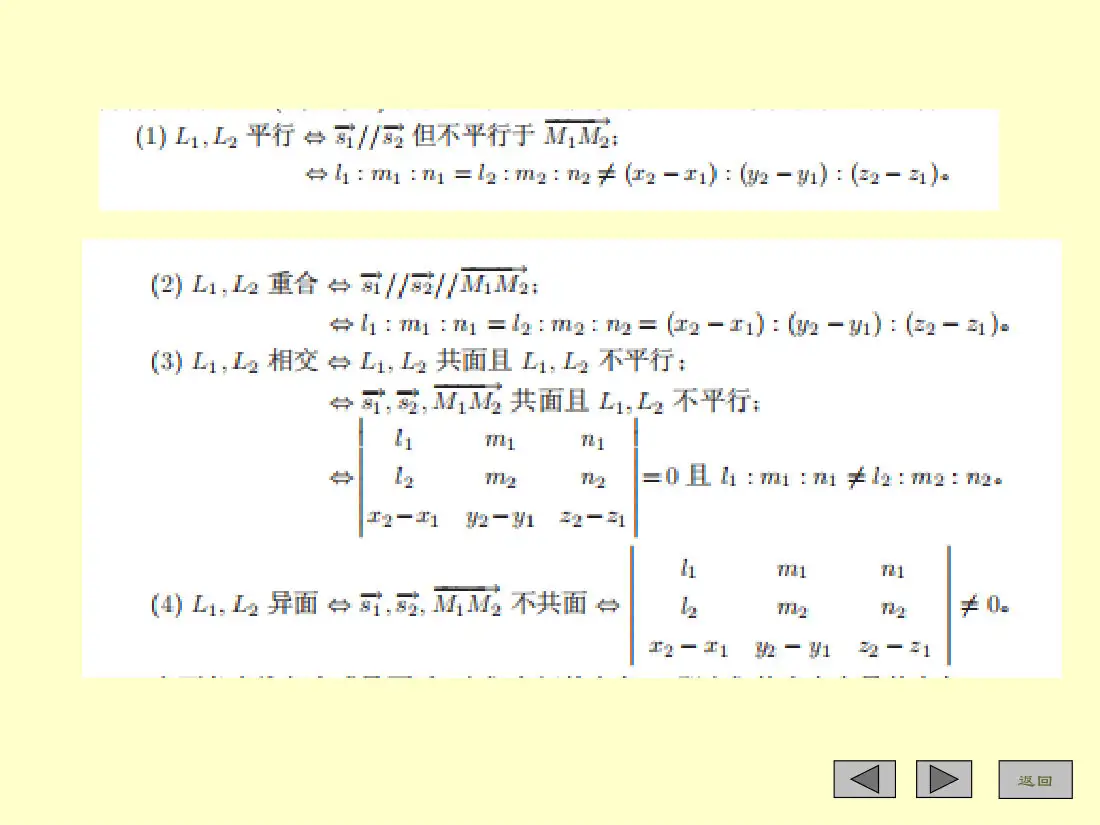 (1) L₁, L₂ 平行 ⇔ s₁⃗ // s₂⃗ 但不平行于 M₁M₂⃗;
⇔ l₁ : m₁ : n₁ = l₂ : m₂ : n₂ ≠ (x₂ − x₁) : (y₂ − y₁) : (z₂ − z₁)。
(2) L₁, L₂ 重合 ⇔ s₁⃗ // s₂⃗ // M₁M₂⃗;
⇔ l₁ : m₁ : n₁ = l₂ : m₂ : n₂ = (x₂ − x₁) : (y₂ − y₁) : (z₂ − z₁)。
(3) L₁, L₂ 相交 ⇔ L₁, L₂ 共面且 L₁, L₂ 不平行;
⇔ s₁⃗, s₂⃗, M₁M₂⃗ 共面且 L₁, L₂ 不平行;
⇔ | l₁ m₁ n₁ |
| l₂ m₂ n₂ | = 0 且 l₁ : m₁ : n₁ ≠ l₂ : m₂ : n₂。
| x₂−x₁ y₂−y₁ z₂−z₁ |
(4) L₁, L₂ 异面 ⇔ s₁⃗, s₂⃗, M₁M₂⃗ 不共面 ⇔
| l₁ m₁ n₁ |
| l₂ m₂ n₂ | ≠ 0。
| x₂ − x₁ y₂ − y₁ z₂ − z₁ |
返回